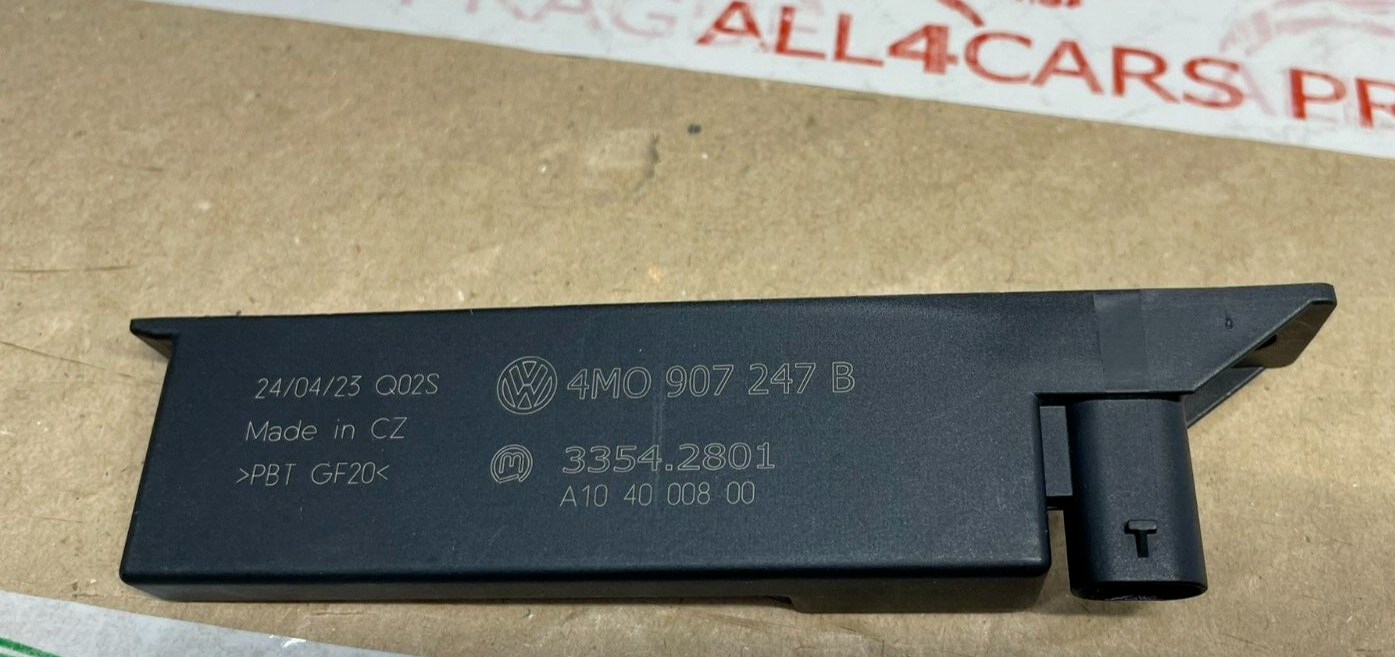 ALL4CARS PR
24/04/23 Q02S
Made in CZ
>PBT GF20<
4M0 907 247 B
3354.2801
A10 40 008 00
T